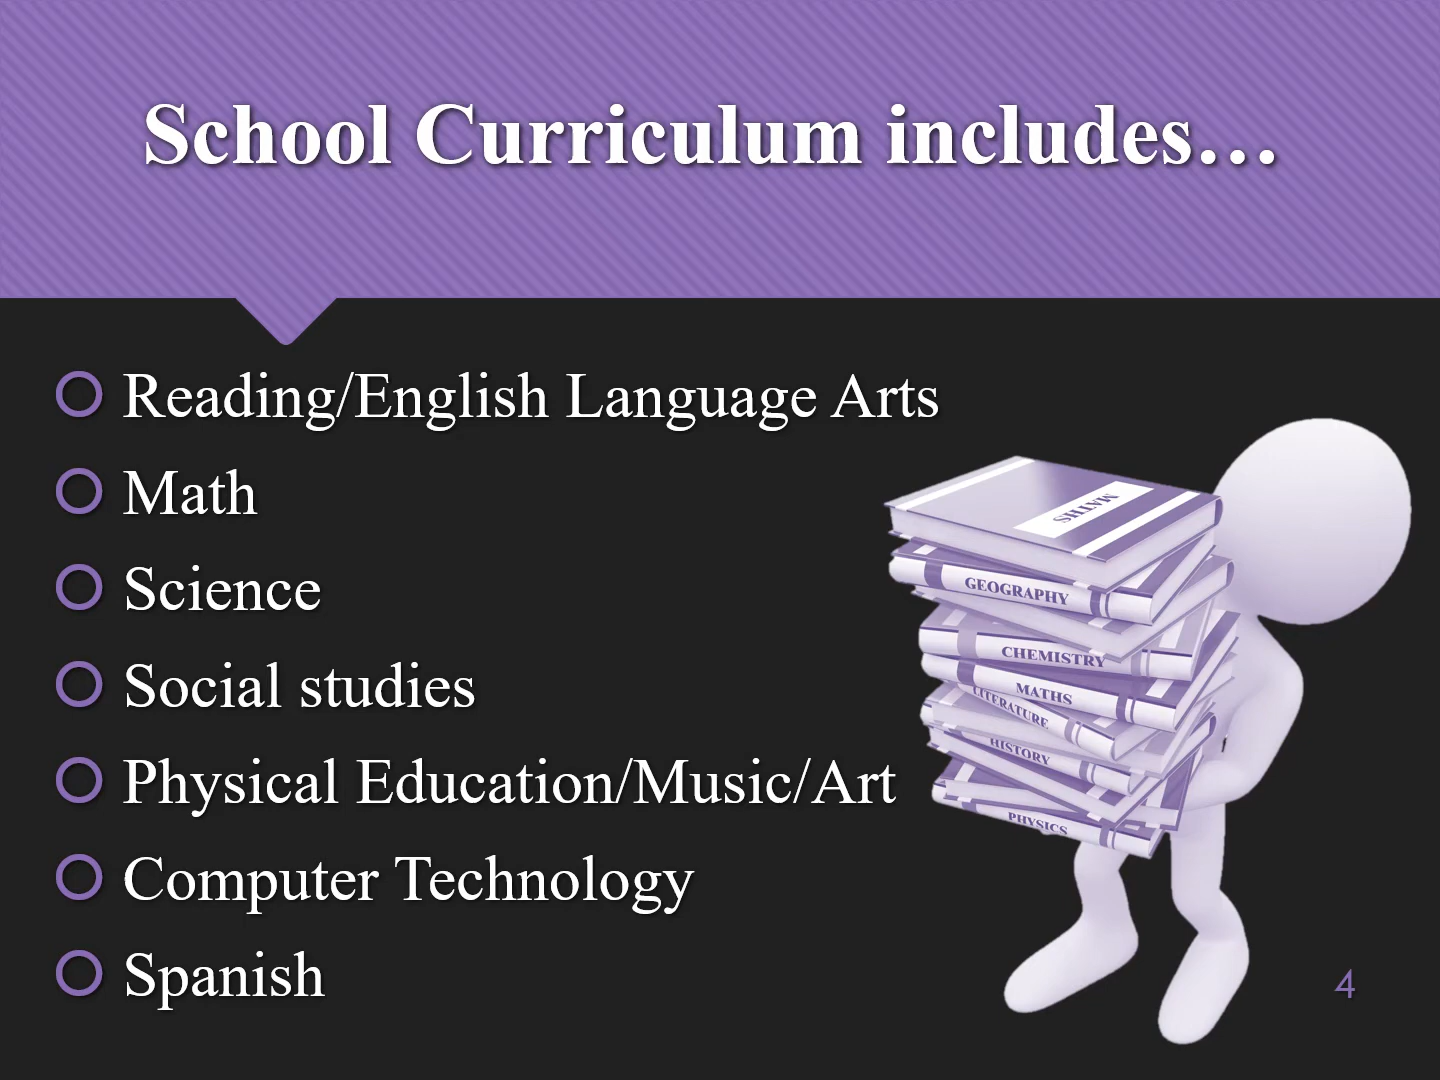 School Curriculum includes…
Reading/English Language Arts
Math
Science
Social studies
Physical Education/Music/Art
Computer Technology
Spanish
MATHS
GEOGRAPHY
CHEMISTRY
MATHS
LITERATURE
HISTORY
PHYSICS
4